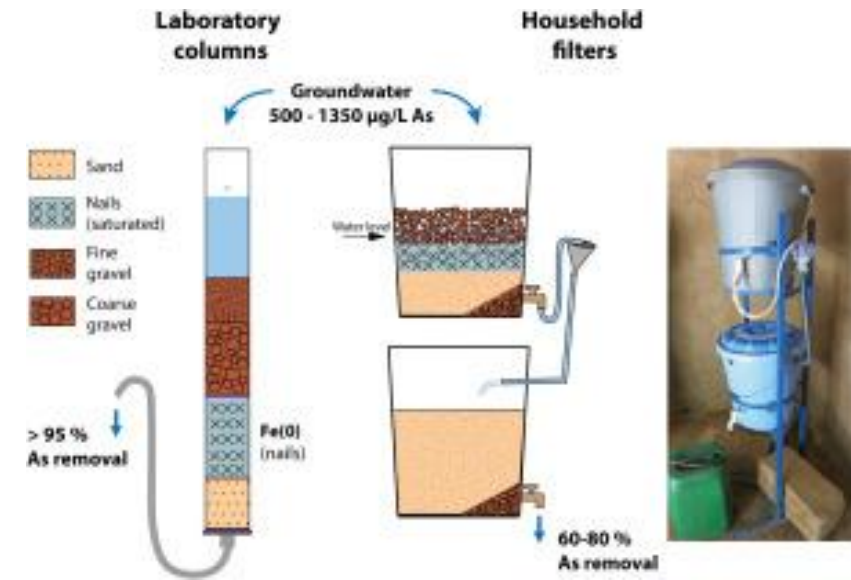 Laboratory
columns
Household
filters
Groundwater
500 - 1350 µg/L As
Sand
Nails
(saturated)
Fine
gravel
Coarse
gravel
Water level
> 95 %
As removal
Fe(0)
(nails)
60-80 %
As removal